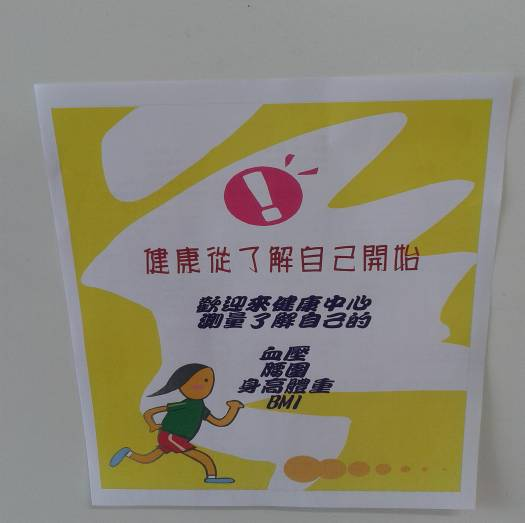 健康從了解自己開始
歡迎來健康中心
測量了解自己的
血壓
腰圍
身高體重
BMI